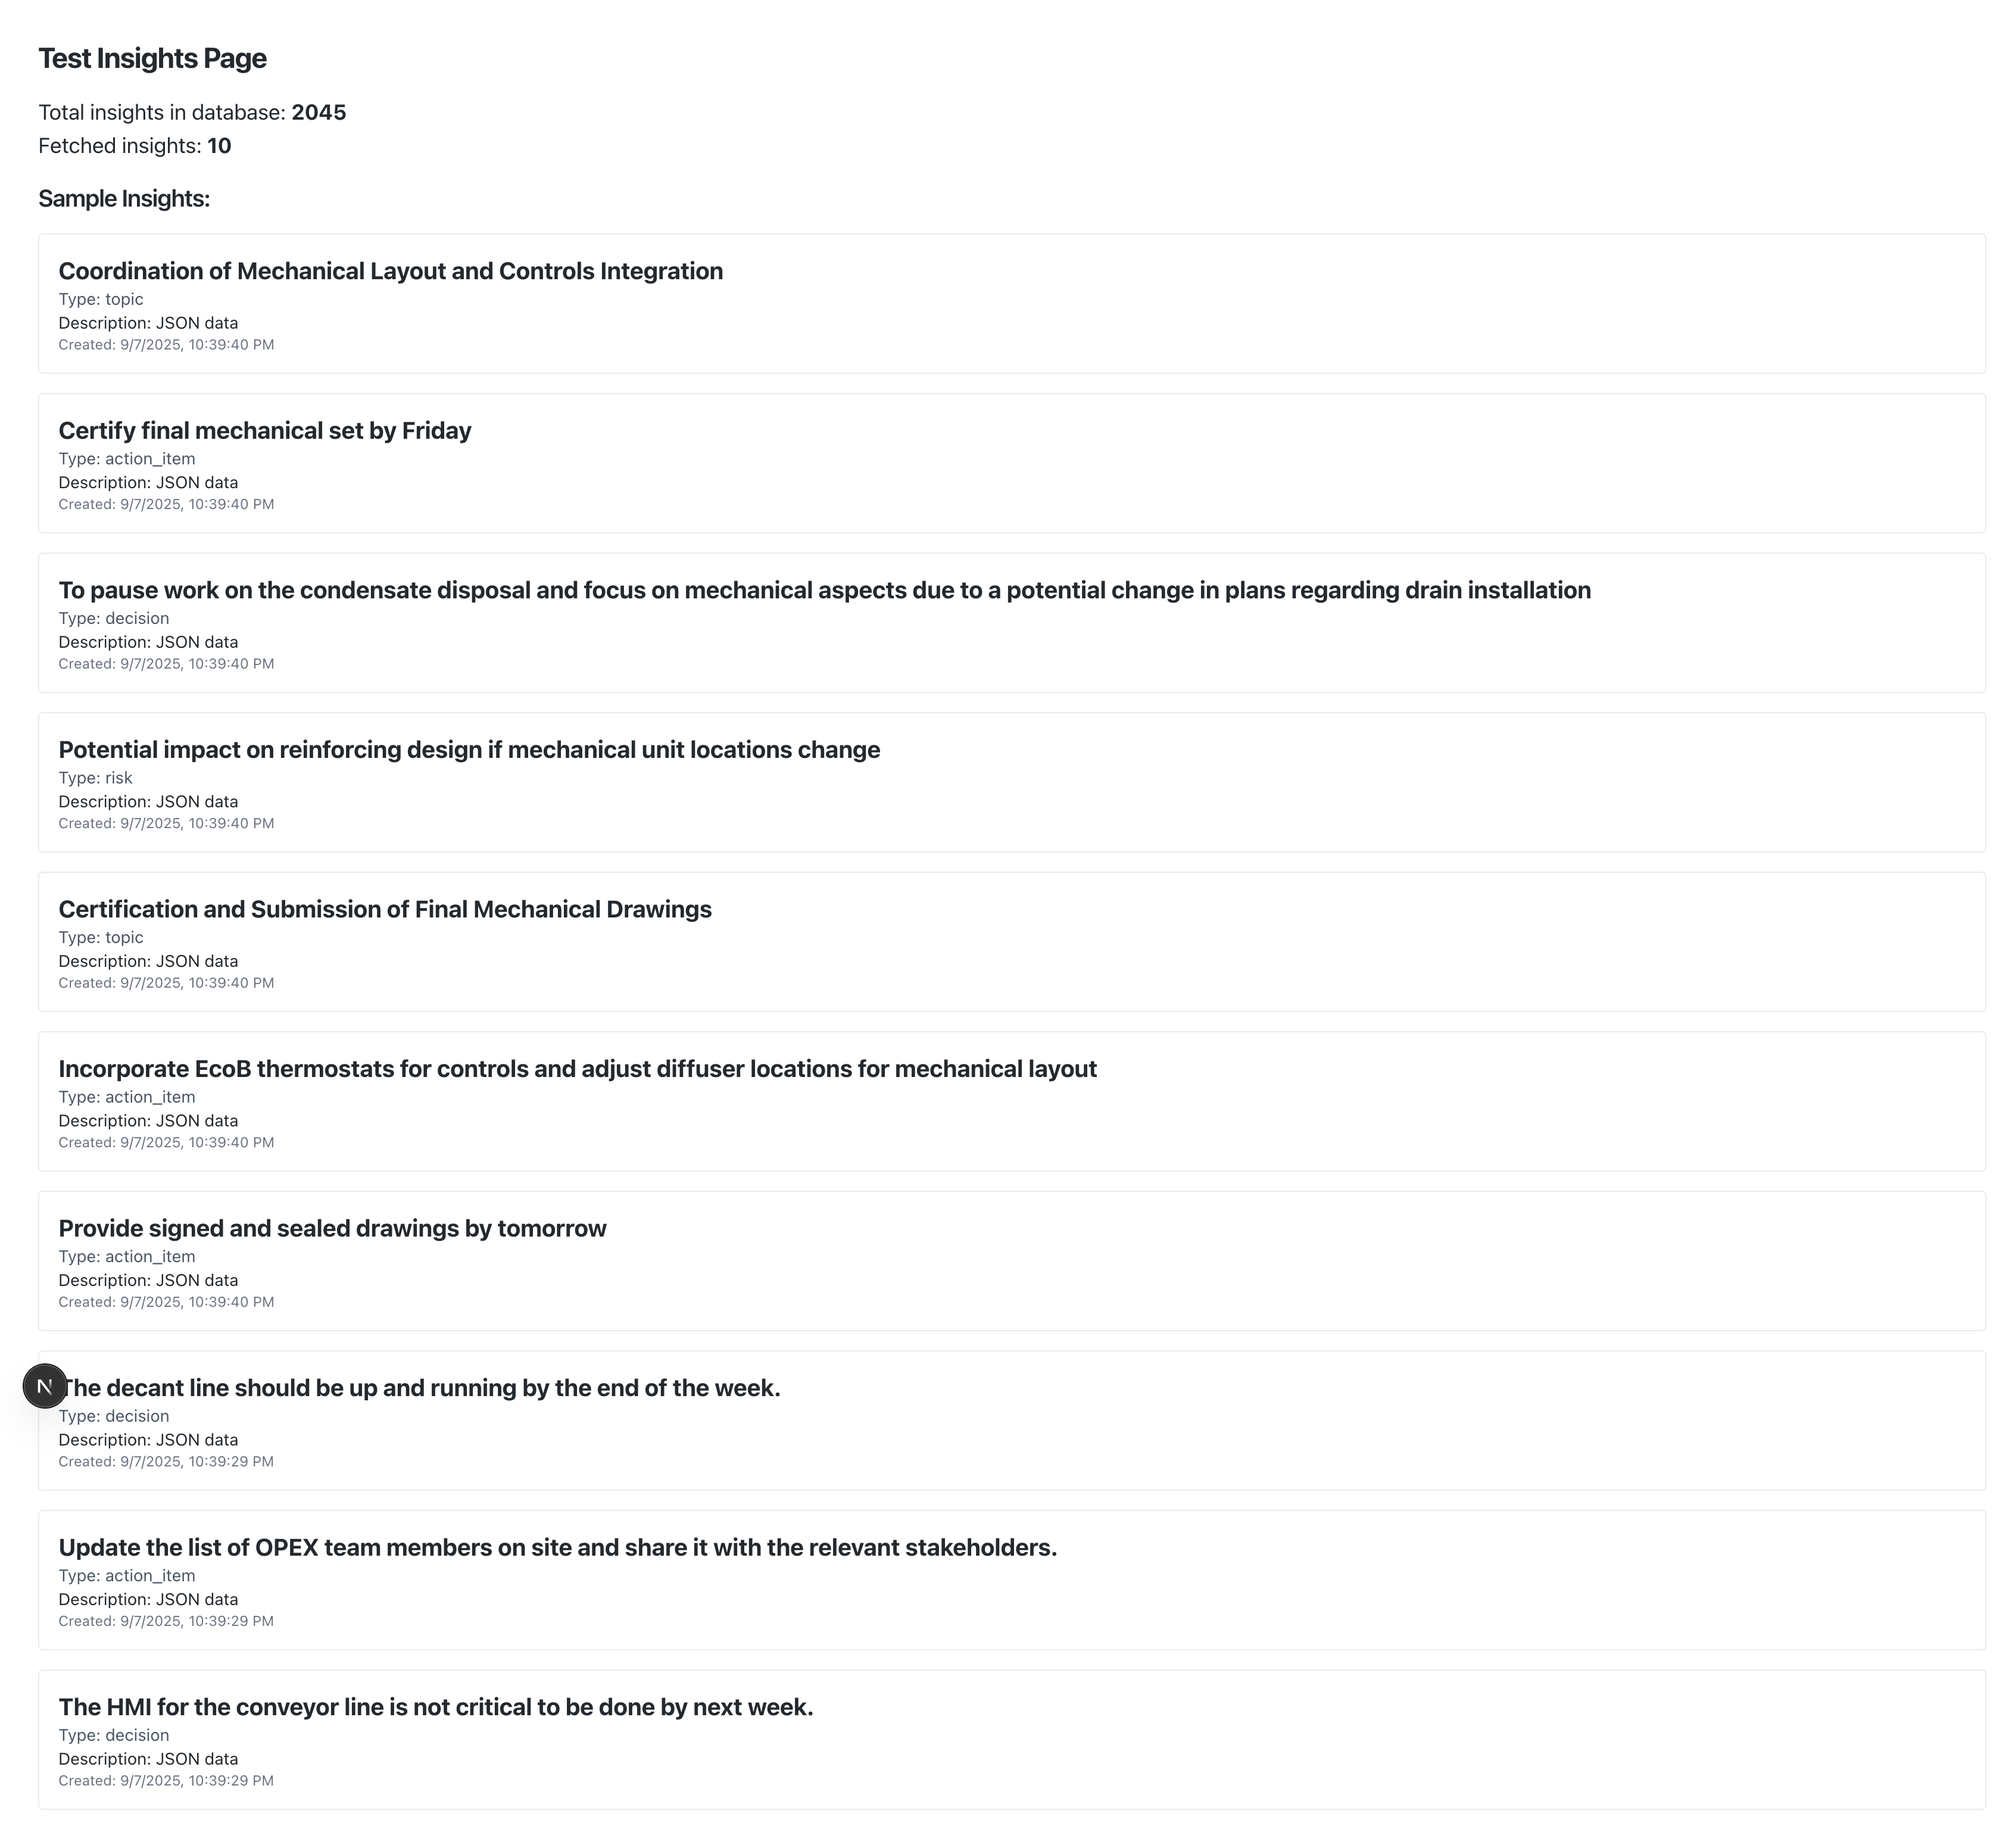 Test Insights Page
Total insights in database: 2045
Fetched insights: 10
Sample Insights:
Coordination of Mechanical Layout and Controls Integration
Type: topic
Description: JSON data
Created: 9/7/2025, 10:39:40 PM
Certify final mechanical set by Friday
Type: action_item
Description: JSON data
Created: 9/7/2025, 10:39:40 PM
To pause work on the condensate disposal and focus on mechanical aspects due to a potential change in plans regarding drain installation
Type: decision
Description: JSON data
Created: 9/7/2025, 10:39:40 PM
Potential impact on reinforcing design if mechanical unit locations change
Type: risk
Description: JSON data
Created: 9/7/2025, 10:39:40 PM
Certification and Submission of Final Mechanical Drawings
Type: topic
Description: JSON data
Created: 9/7/2025, 10:39:40 PM
Incorporate EcoB thermostats for controls and adjust diffuser locations for mechanical layout
Type: action_item
Description: JSON data
Created: 9/7/2025, 10:39:40 PM
Provide signed and sealed drawings by tomorrow
Type: action_item
Description: JSON data
Created: 9/7/2025, 10:39:40 PM
N
The decant line should be up and running by the end of the week.
Type: decision
Description: JSON data
Created: 9/7/2025, 10:39:29 PM
Update the list of OPEX team members on site and share it with the relevant stakeholders.
Type: action_item
Description: JSON data
Created: 9/7/2025, 10:39:29 PM
The HMI for the conveyor line is not critical to be done by next week.
Type: decision
Description: JSON data
Created: 9/7/2025, 10:39:29 PM